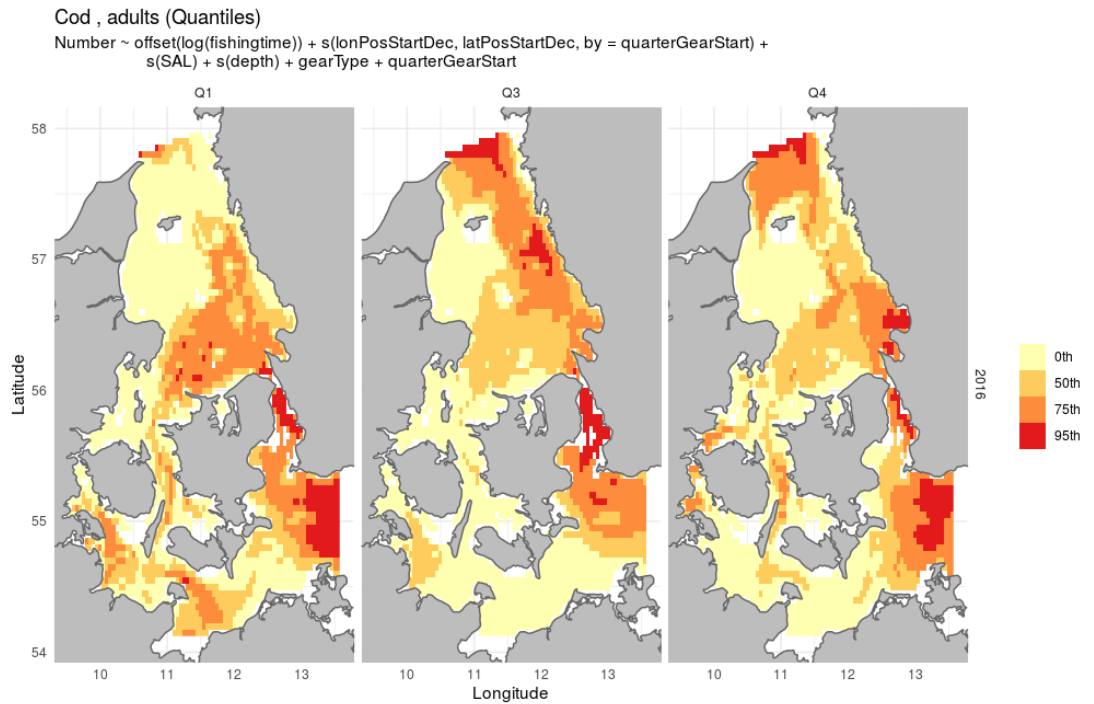 Cod , adults (Quantiles)
Number ~ offset(log(fishingtime)) + s(lonPosStartDec, latPosStartDec, by = quarterGearStart) +
s(SAL) + s(depth) + gearType + quarterGearStart
Q1 Q3 Q4
58
57
56
55
54
Latitude
10 11 12 13 10 11 12 13 10 11 12 13
Longitude
2016
0th
50th
75th
95th